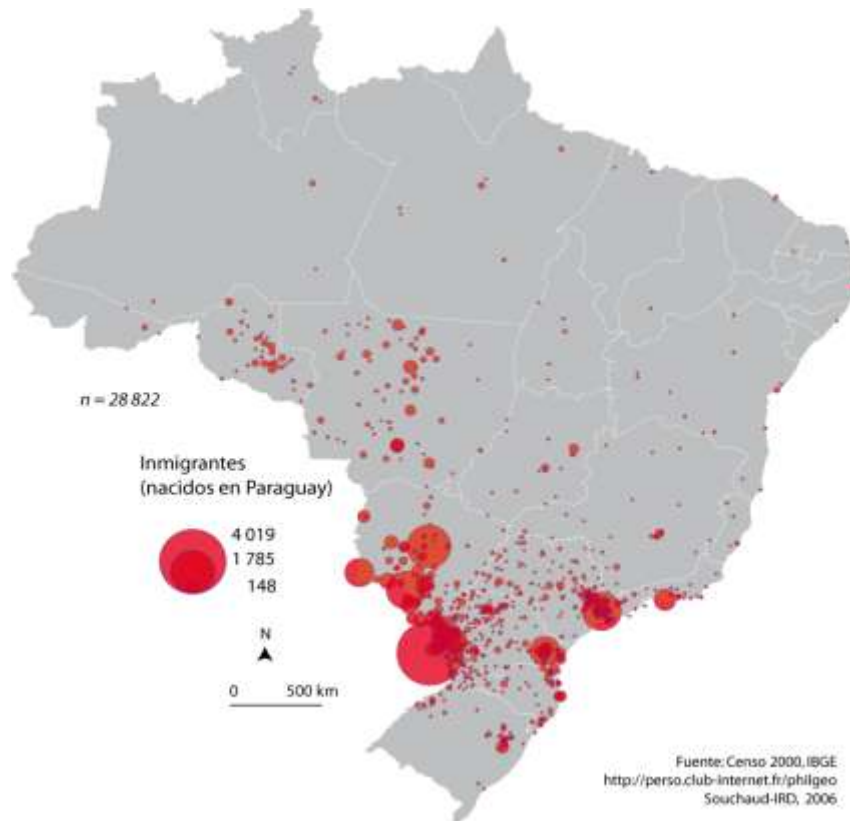 n = 28 822
Inmigrantes
(nacidos en Paraguay)
4 019
1 785
148
N
0 500 km
Fuente: Censo 2000, IBGE
http://perso.club-internet.fr/philgeo
Souchaud-IRD, 2006